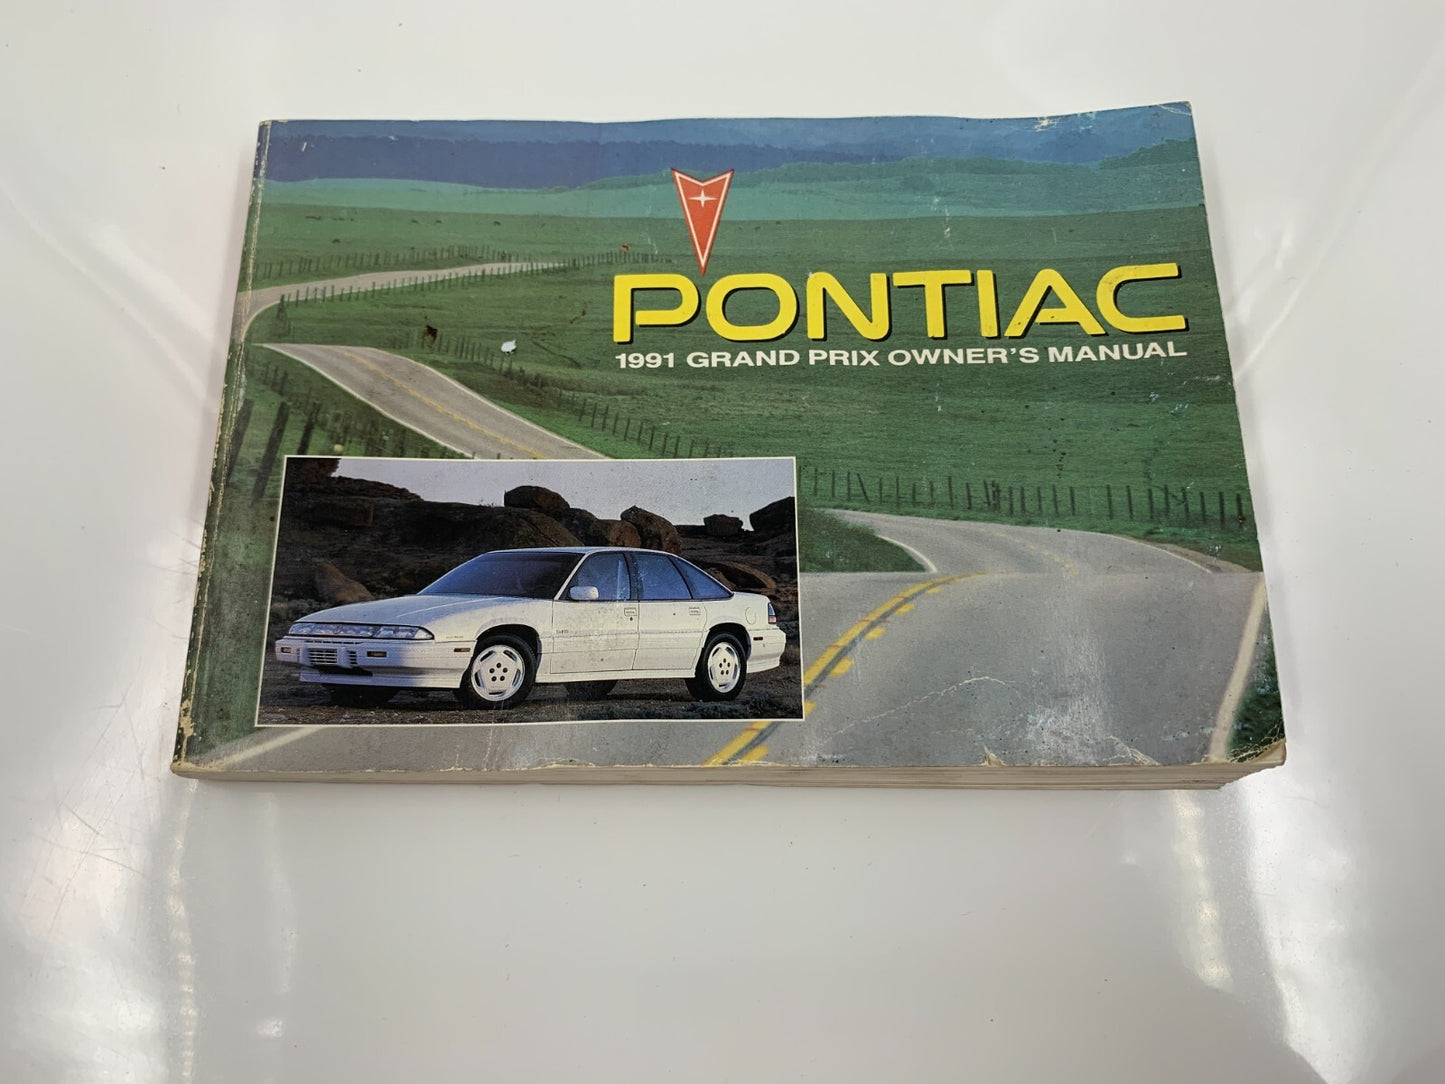 PONTIAC
1991 GRAND PRIX OWNER'S MANUAL